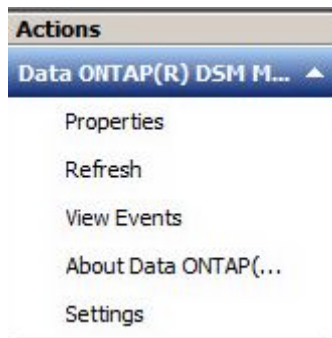 Actions
Data ONTAP(R) DSM M...
Properties
Refresh
View Events
About Data ONTAP(...
Settings